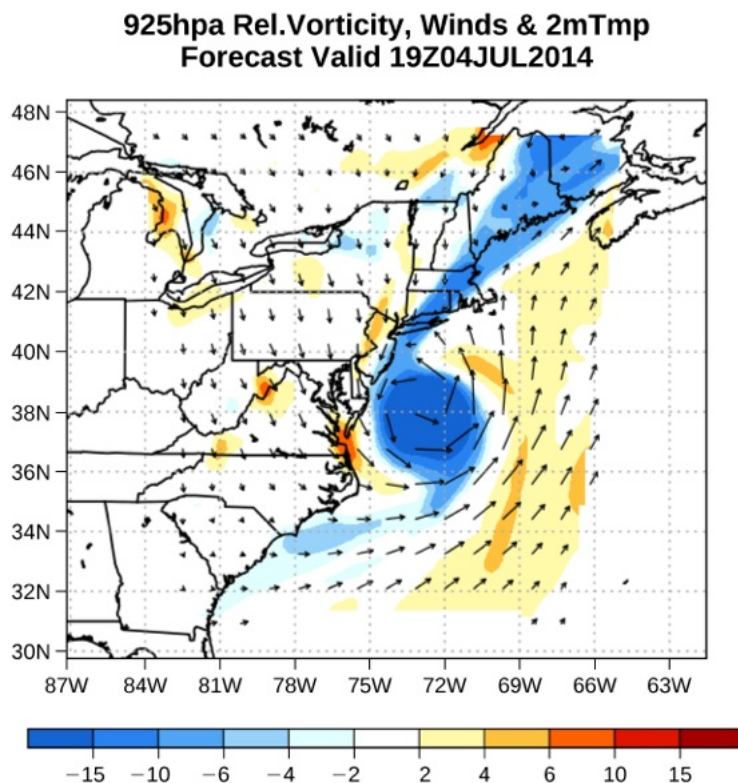 925hpa Rel.Vorticity, Winds & 2mTmp
Forecast Valid 19Z04JUL2014
48N
46N
44N
42N
40N
38N
36N
34N
32N
30N
87W 84W 81W 78W 75W 72W 69W 66W 63W
−15 −10 −6 −4 −2 2 4 6 10 15